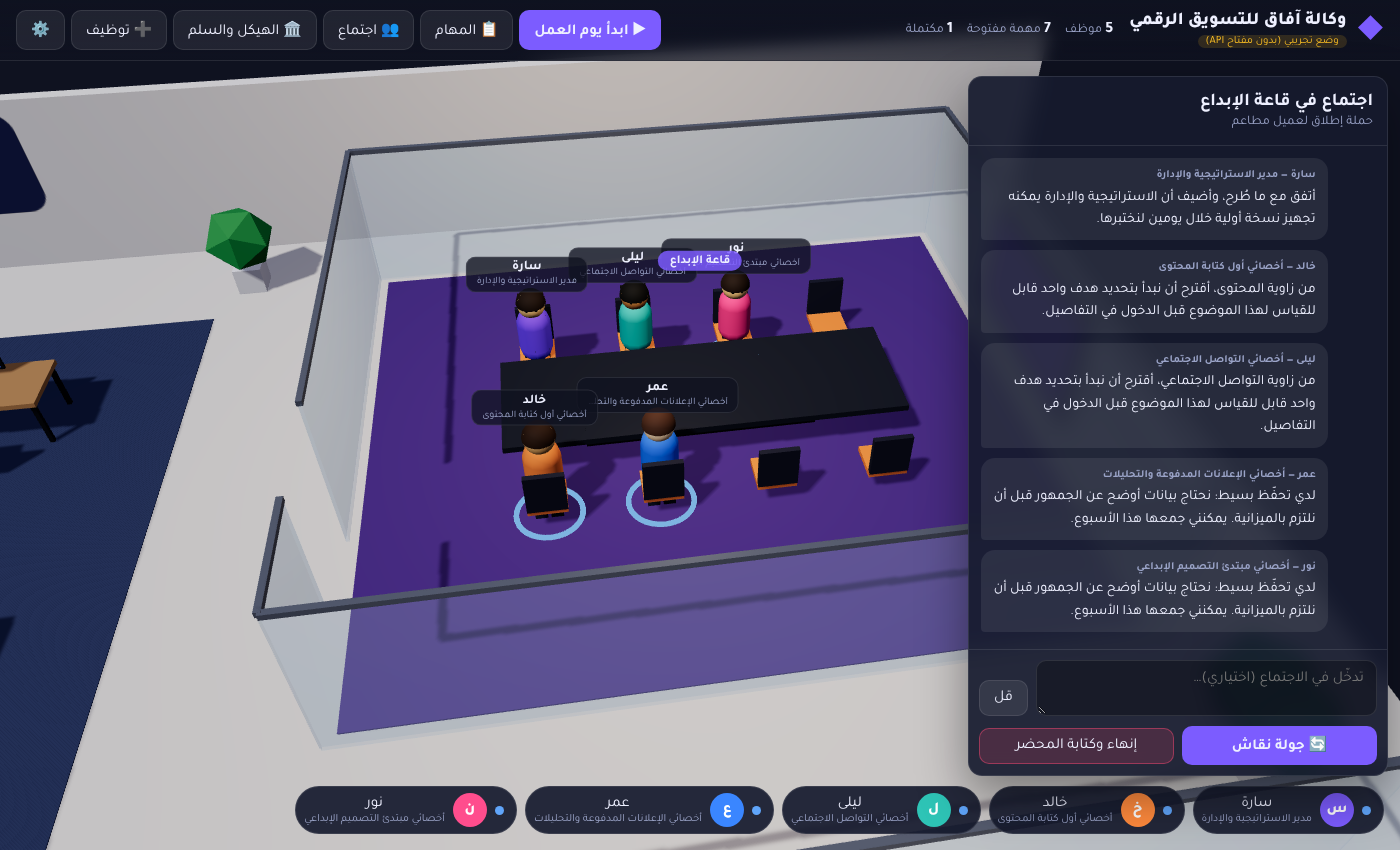 وكالة آفاق للتسويق الرقمي
وضع تجريبي (بدون مفتاح API)
5 موظف 7 مهمة مفتوحة 1 مكتملة
▶ ابدأ يوم العمل
📋 المهام
👥 اجتماع
🏛️ الهيكل والسلم
➕ توظيف
⚙️
اجتماع في قاعة الإبداع
حملة إطلاق لعميل مطاعم
سارة — مدير الاستراتيجية والإدارة
أتفق مع ما طُرح، وأضيف أن الاستراتيجية والإدارة يمكنه
تجهيز نسخة أولية خلال يومين لنختبرها.
خالد — أخصائي أول كتابة المحتوى
من زاوية المحتوى، أقترح أن نبدأ بتحديد هدف واحد قابل
للقياس لهذا الموضوع قبل الدخول في التفاصيل.
ليلى — أخصائي التواصل الاجتماعي
من زاوية التواصل الاجتماعي، أقترح أن نبدأ بتحديد هدف
واحد قابل للقياس لهذا الموضوع قبل الدخول في
التفاصيل.
عمر — أخصائي الإعلانات المدفوعة والتحليلات
لدي تحفّظ بسيط: نحتاج بيانات أوضح عن الجمهور قبل أن
نلتزم بالميزانية. يمكنني جمعها هذا الأسبوع.
نور — أخصائي مبتدئ التصميم الإبداعي
لدي تحفّظ بسيط: نحتاج بيانات أوضح عن الجمهور قبل أن
نلتزم بالميزانية. يمكنني جمعها هذا الأسبوع.
تدخّل في الاجتماع (اختياري)...
قل
🔄 جولة نقاش
إنهاء وكتابة المحضر
نور
أخصائي مبتدئ
قاعة الإبداع
ليلى
أخصائي التواصل الاجتماعي
سارة
مدير الاستراتيجية والإدارة
عمر
أخصائي الإعلانات المدفوعة
خالد
أخصائي أول كتابة المحتوى
س
سارة
مدير الاستراتيجية والإدارة
خ
خالد
أخصائي أول كتابة المحتوى
ل
ليلى
أخصائي التواصل الاجتماعي
ع
عمر
أخصائي الإعلانات المدفوعة والتحليلات
ن
نور
أخصائي مبتدئ التصميم الإبداعي